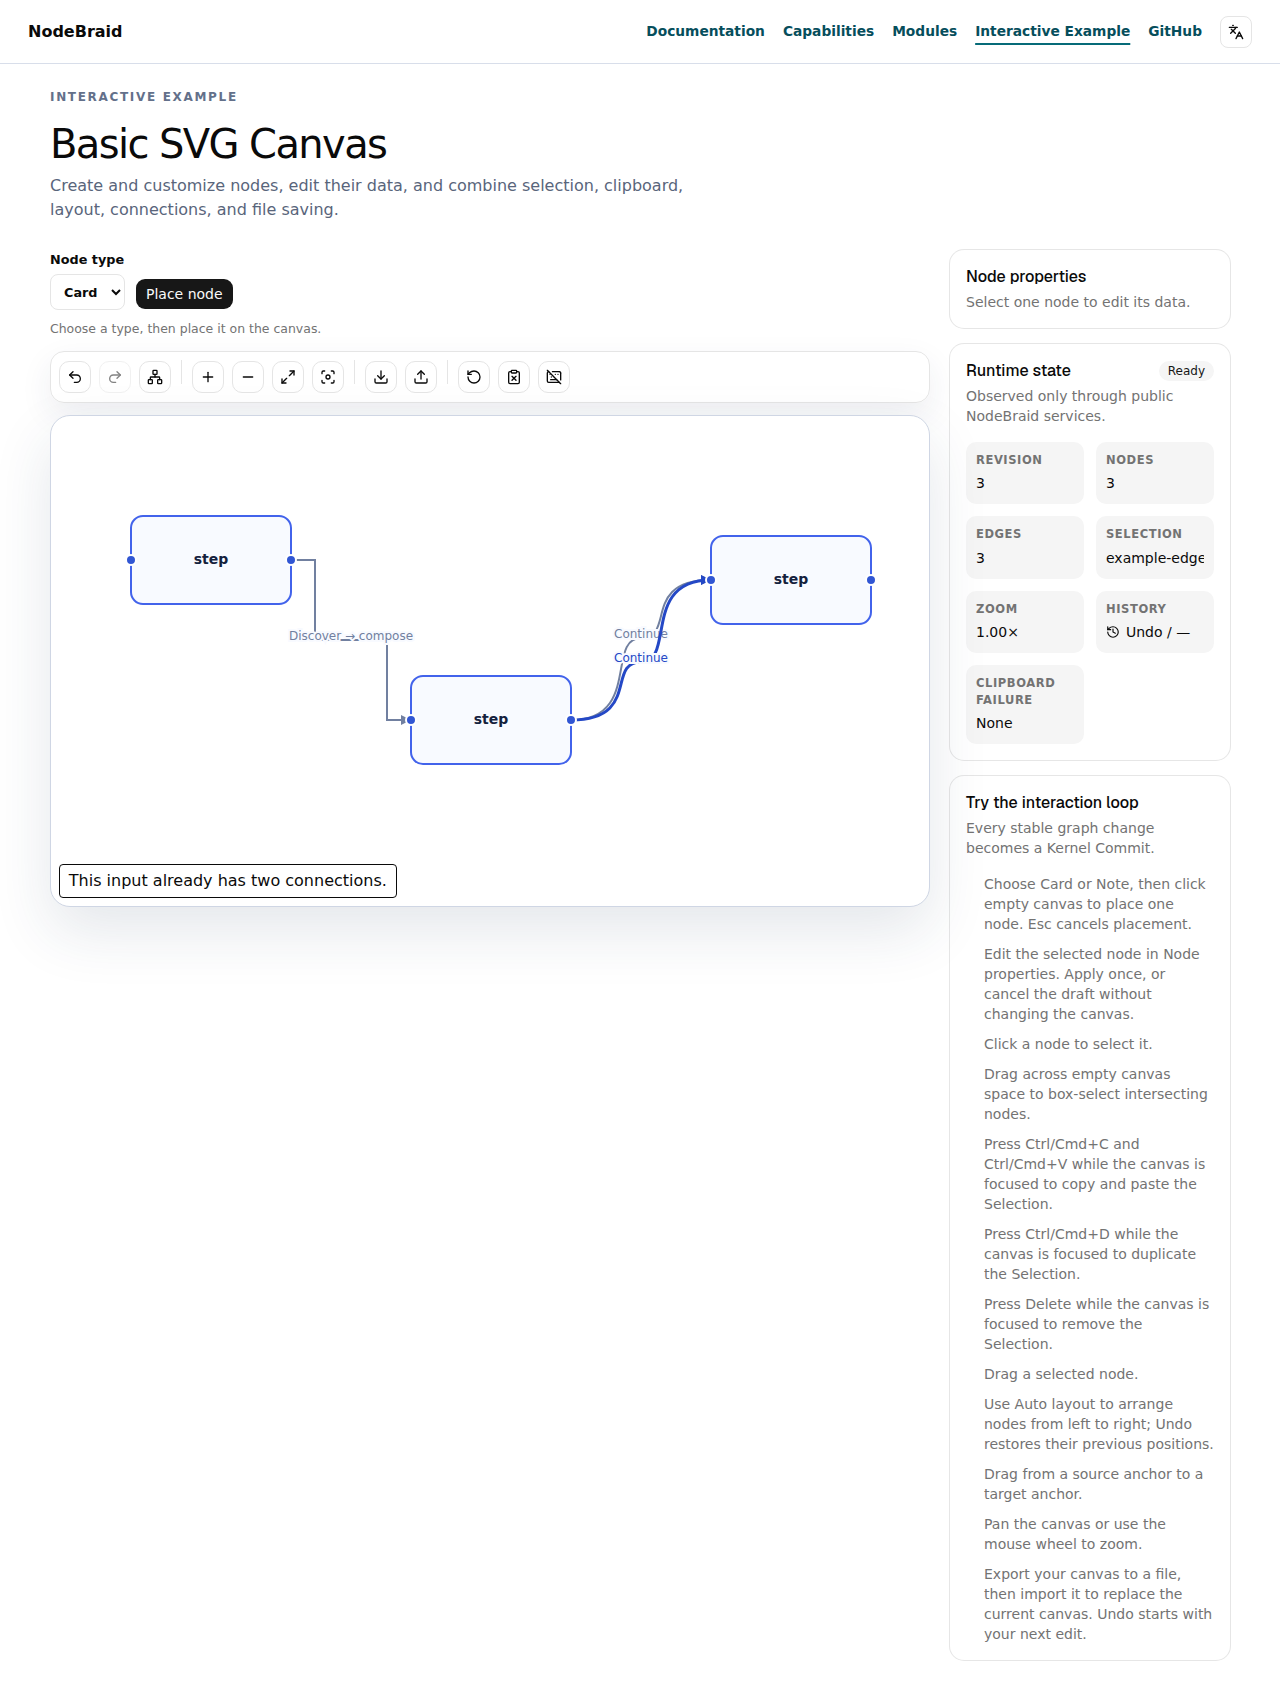 NodeBraid
Documentation
Capabilities
Modules
Interactive Example
GitHub
INTERACTIVE EXAMPLE
Basic SVG Canvas
Create and customize nodes, edit their data, and combine selection, clipboard,
layout, connections, and file saving.
Node type
Card
Place node
Choose a type, then place it on the canvas.
step
step
step
Discover → compose
Continue
Continue
This input already has two connections.
Node properties
Select one node to edit its data.
Runtime state
Ready
Observed only through public
NodeBraid services.
REVISION
3
NODES
3
EDGES
3
SELECTION
example-edge
ZOOM
1.00×
HISTORY
Undo / —
CLIPBOARD
FAILURE
None
Try the interaction loop
Every stable graph change
becomes a Kernel Commit.
Choose Card or Note, then click
empty canvas to place one
node. Esc cancels placement.
Edit the selected node in Node
properties. Apply once, or
cancel the draft without
changing the canvas.
Click a node to select it.
Drag across empty canvas
space to box-select intersecting
nodes.
Press Ctrl/Cmd+C and
Ctrl/Cmd+V while the canvas is
focused to copy and paste the
Selection.
Press Ctrl/Cmd+D while the
canvas is focused to duplicate
the Selection.
Press Delete while the canvas is
focused to remove the
Selection.
Drag a selected node.
Use Auto layout to arrange
nodes from left to right; Undo
restores their previous positions.
Drag from a source anchor to a
target anchor.
Pan the canvas or use the
mouse wheel to zoom.
Export your canvas to a file,
then import it to replace the
current canvas. Undo starts with
your next edit.